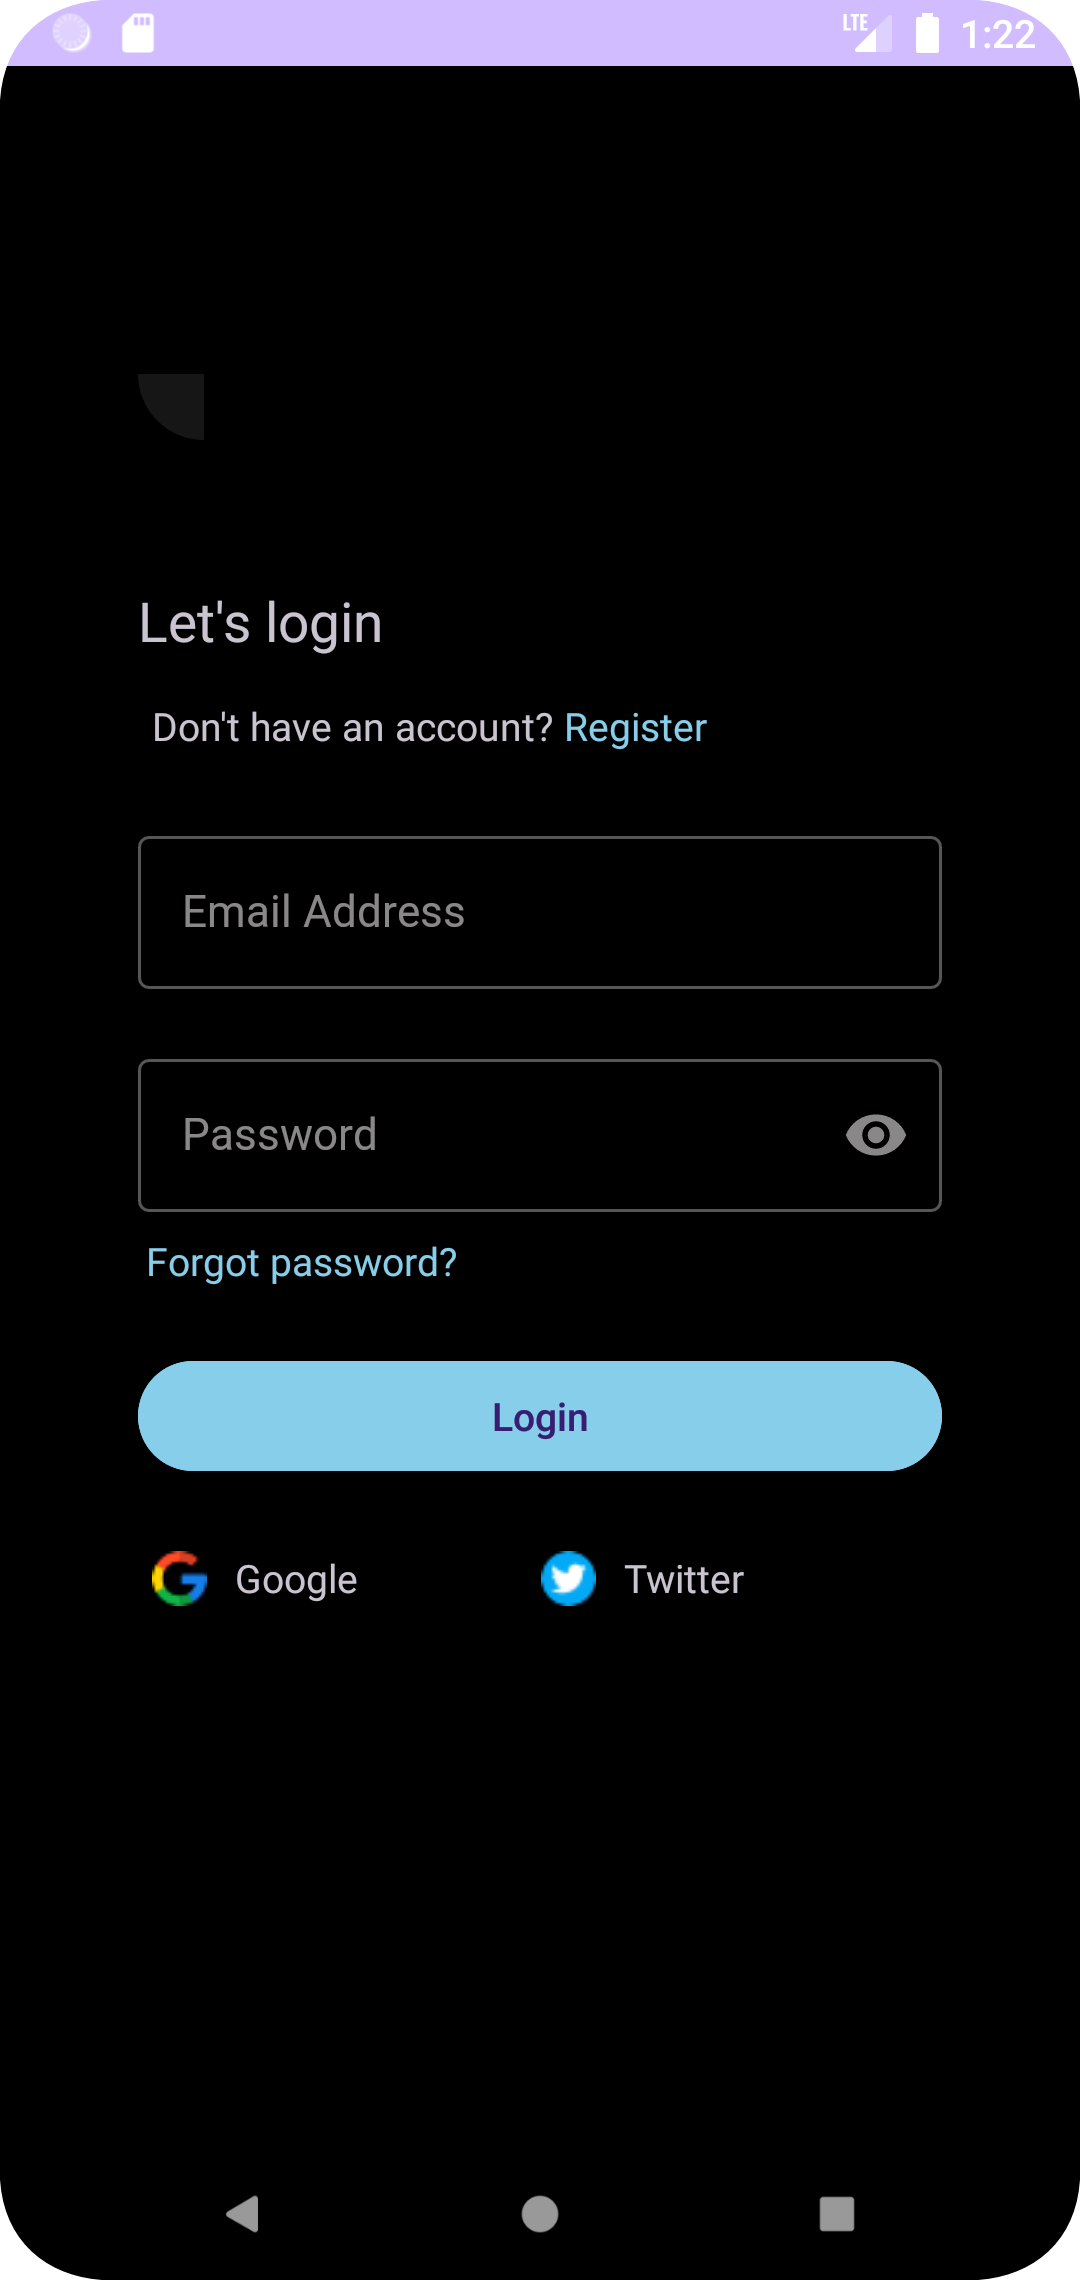 LTE 1:22
Let's login
Don't have an account? Register
Email Address
Password
Forgot password?
Login
Google Twitter